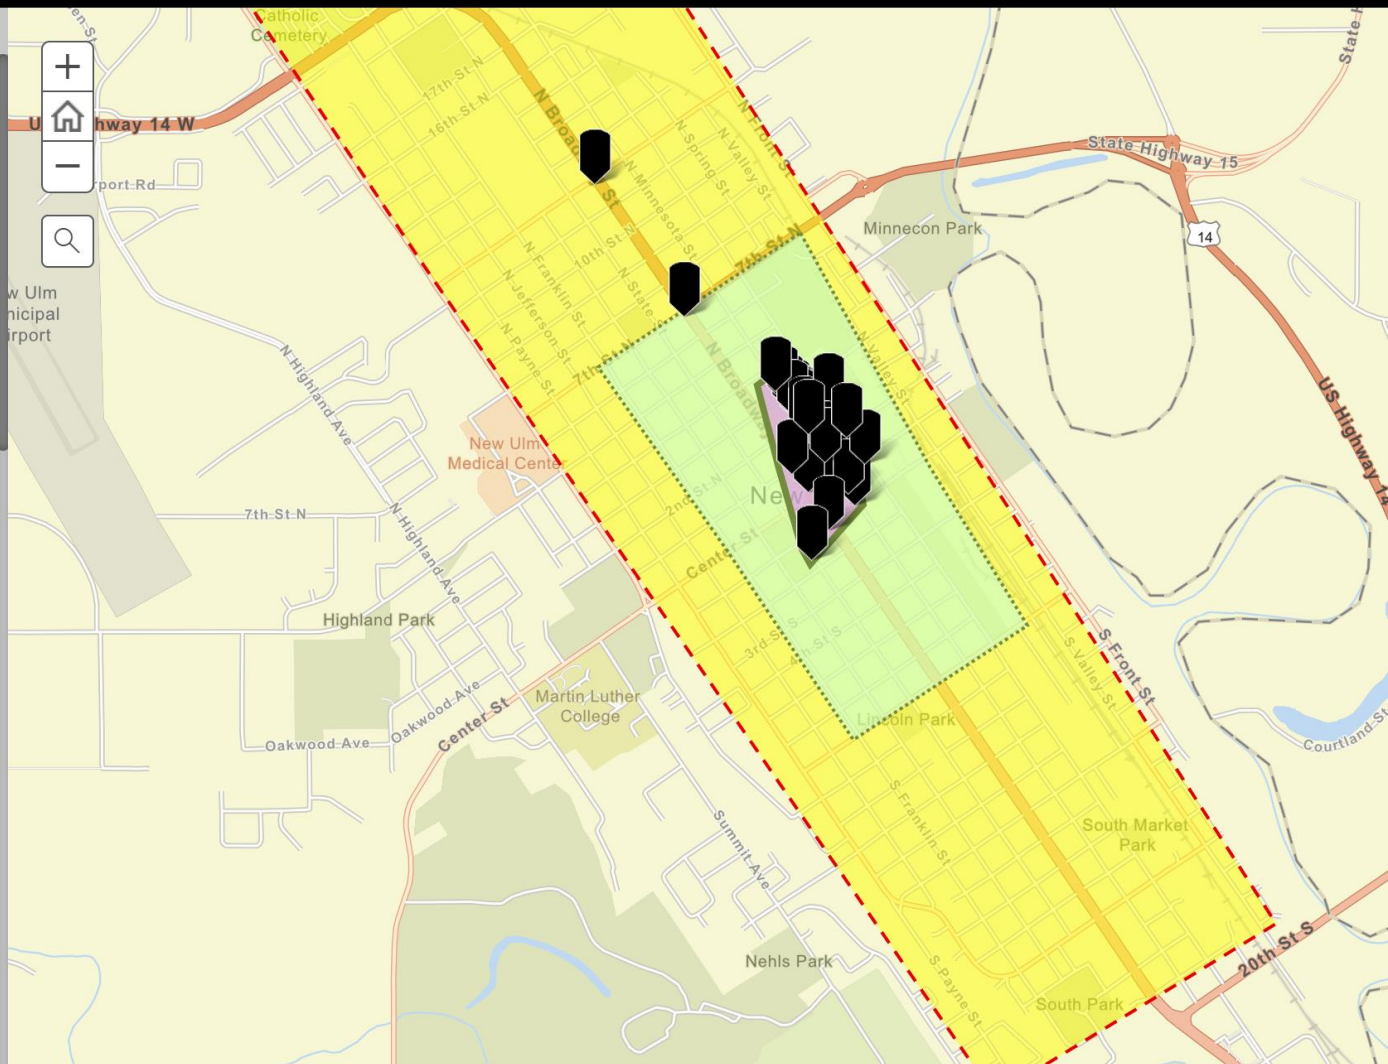 Catholic
Cemetery
17th St N
16th St N
N Broad
St
N Front St
N Spring St
N Valley St
N Minnesota St
10th St N
N Franklin St
N Jefferson St
N Payne St
N State
7th St N
7th
US Highway 14 W
State Highway 15
State
14
US Highway 14
Minnecon Park
rport Rd
w Ulm
nicipal
irport
N Highland Ave
N Broadway
N Valley St
New Ulm
Medical Center
7th St N
N Highland Ave
2nd St N
New
Center St
Highland Park
3rd St S
4th St S
S Valley St
S Front St
Martin Luther
College
Oakwood Ave
Oakwood Ave
Center St
Lincoln Park
Courtland St
S Franklin St
South Market
Park
Summit Ave
Nehls Park
S Payne St
South Park
20th St S